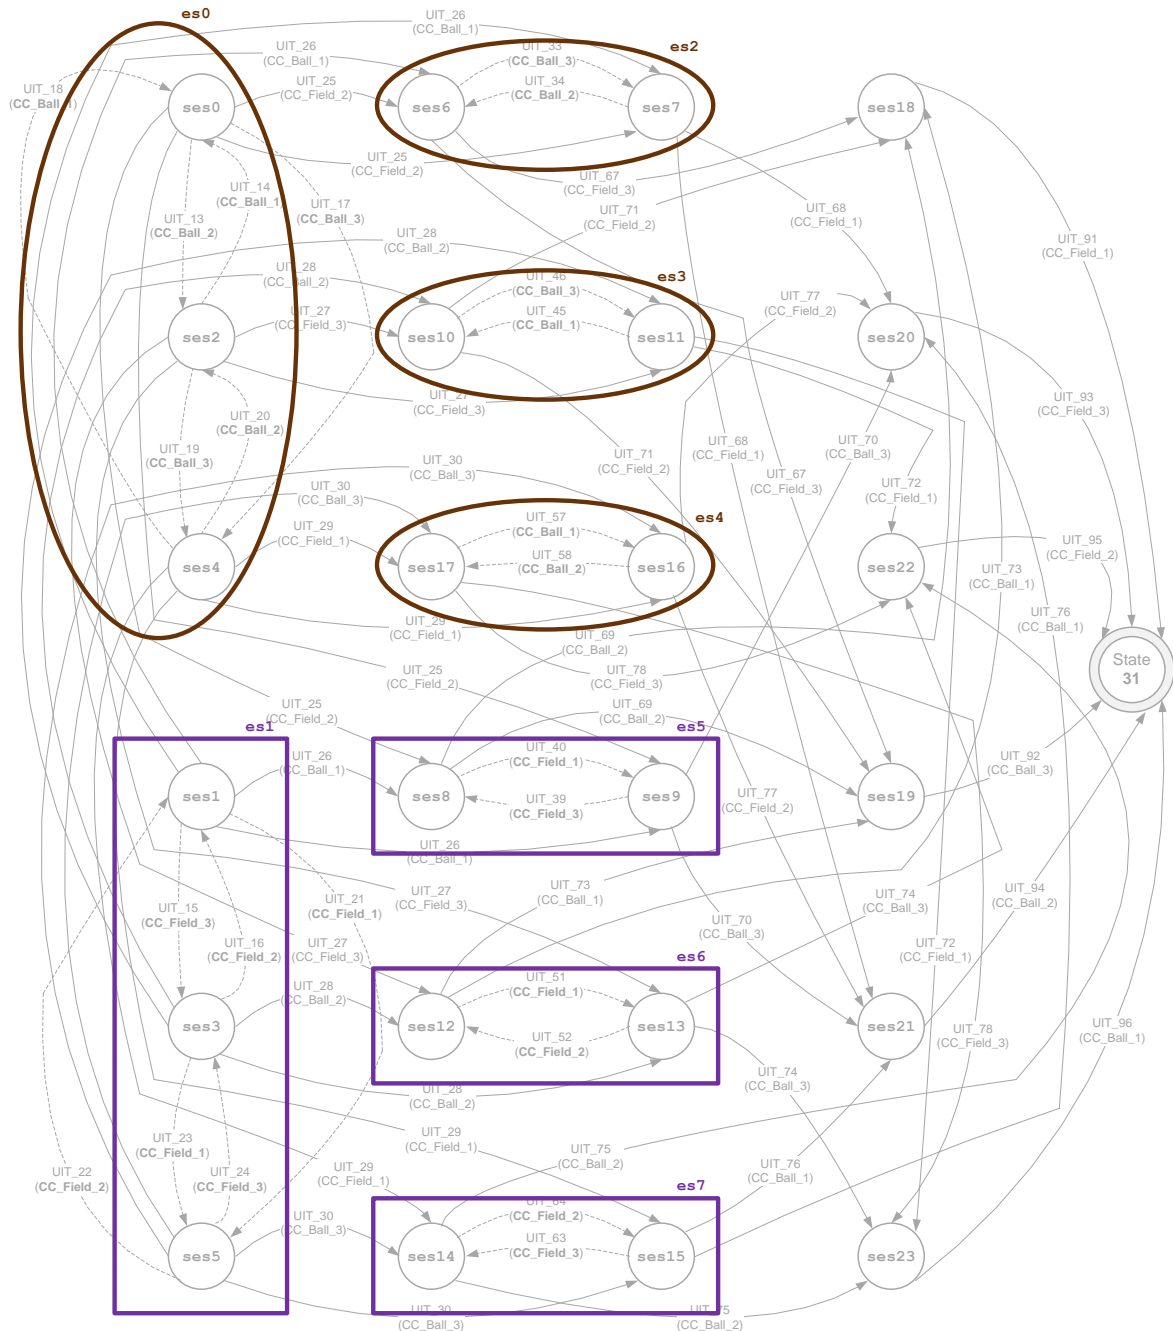 es0
UIT_26
(CC_Ball_1)
UIT_26
(CC_Ball_1)
UIT_33
(CC_Ball_3)
es2
UIT_18
(CC_Ball_1)
ses0
UIT_25
(CC_Field_2)
ses6
UIT_34
(CC_Ball_2)
ses7
ses18
UIT_25
(CC_Field_2)
UIT_67
(CC_Field_3)
UIT_14
(CC_Ball_1)
UIT_17
(CC_Ball_3)
UIT_13
(CC_Ball_2)
UIT_71
(CC_Field_2)
UIT_68
(CC_Field_1)
UIT_91
(CC_Field_1)
UIT_28
(CC_Ball_2)
UIT_28
(CC_Ball_2)
UIT_46
(CC_Ball_3)
es3
UIT_77
(CC_Field_2)
ses2
UIT_27
(CC_Field_3)
ses10
UIT_45
(CC_Ball_1)
ses11
ses20
UIT_27
(CC_Field_3)
UIT_93
(CC_Field_3)
UIT_20
(CC_Ball_2)
UIT_19
(CC_Ball_3)
UIT_71
(CC_Field_2)
UIT_68
(CC_Field_1)
UIT_67
(CC_Field_3)
UIT_70
(CC_Ball_3)
UIT_72
(CC_Field_1)
UIT_30
(CC_Ball_3)
UIT_30
(CC_Ball_3)
es4
UIT_57
(CC_Ball_1)
UIT_29
(CC_Field_1)
ses4
ses17
UIT_58
(CC_Ball_2)
ses16
ses22
UIT_95
(CC_Field_2)
UIT_73
(CC_Ball_1)
UIT_29
(CC_Field_1)
UIT_69
(CC_Ball_2)
UIT_76
(CC_Ball_1)
UIT_25
(CC_Field_2)
UIT_78
(CC_Field_3)
State
31
UIT_25
(CC_Field_2)
UIT_69
(CC_Ball_2)
es1
es5
UIT_26
(CC_Ball_1)
UIT_40
(CC_Field_1)
UIT_92
(CC_Ball_3)
ses1
ses8
UIT_39
(CC_Field_3)
ses9
UIT_77
(CC_Field_2)
ses19
UIT_26
(CC_Ball_1)
UIT_15
(CC_Field_3)
UIT_21
(CC_Field_1)
UIT_27
(CC_Field_3)
UIT_73
(CC_Ball_1)
UIT_74
(CC_Ball_3)
UIT_94
(CC_Ball_2)
UIT_16
(CC_Field_2)
UIT_27
(CC_Field_3)
UIT_70
(CC_Ball_3)
UIT_72
(CC_Field_1)
es6
UIT_28
(CC_Ball_2)
UIT_51
(CC_Field_1)
ses3
ses12
UIT_52
(CC_Field_2)
ses13
ses21
UIT_78
(CC_Field_3)
UIT_96
(CC_Ball_1)
UIT_28
(CC_Ball_2)
UIT_74
(CC_Ball_3)
UIT_23
(CC_Field_1)
UIT_29
(CC_Field_1)
UIT_75
(CC_Ball_2)
UIT_76
(CC_Ball_1)
UIT_22
(CC_Field_2)
UIT_24
(CC_Field_3)
UIT_29
(CC_Field_1)
es7
UIT_30
(CC_Ball_3)
UIT_64
(CC_Field_2)
ses5
ses14
UIT_63
(CC_Field_3)
ses15
ses23
UIT_30
(CC_Ball_3)
UIT_75
(CC_Ball_2)